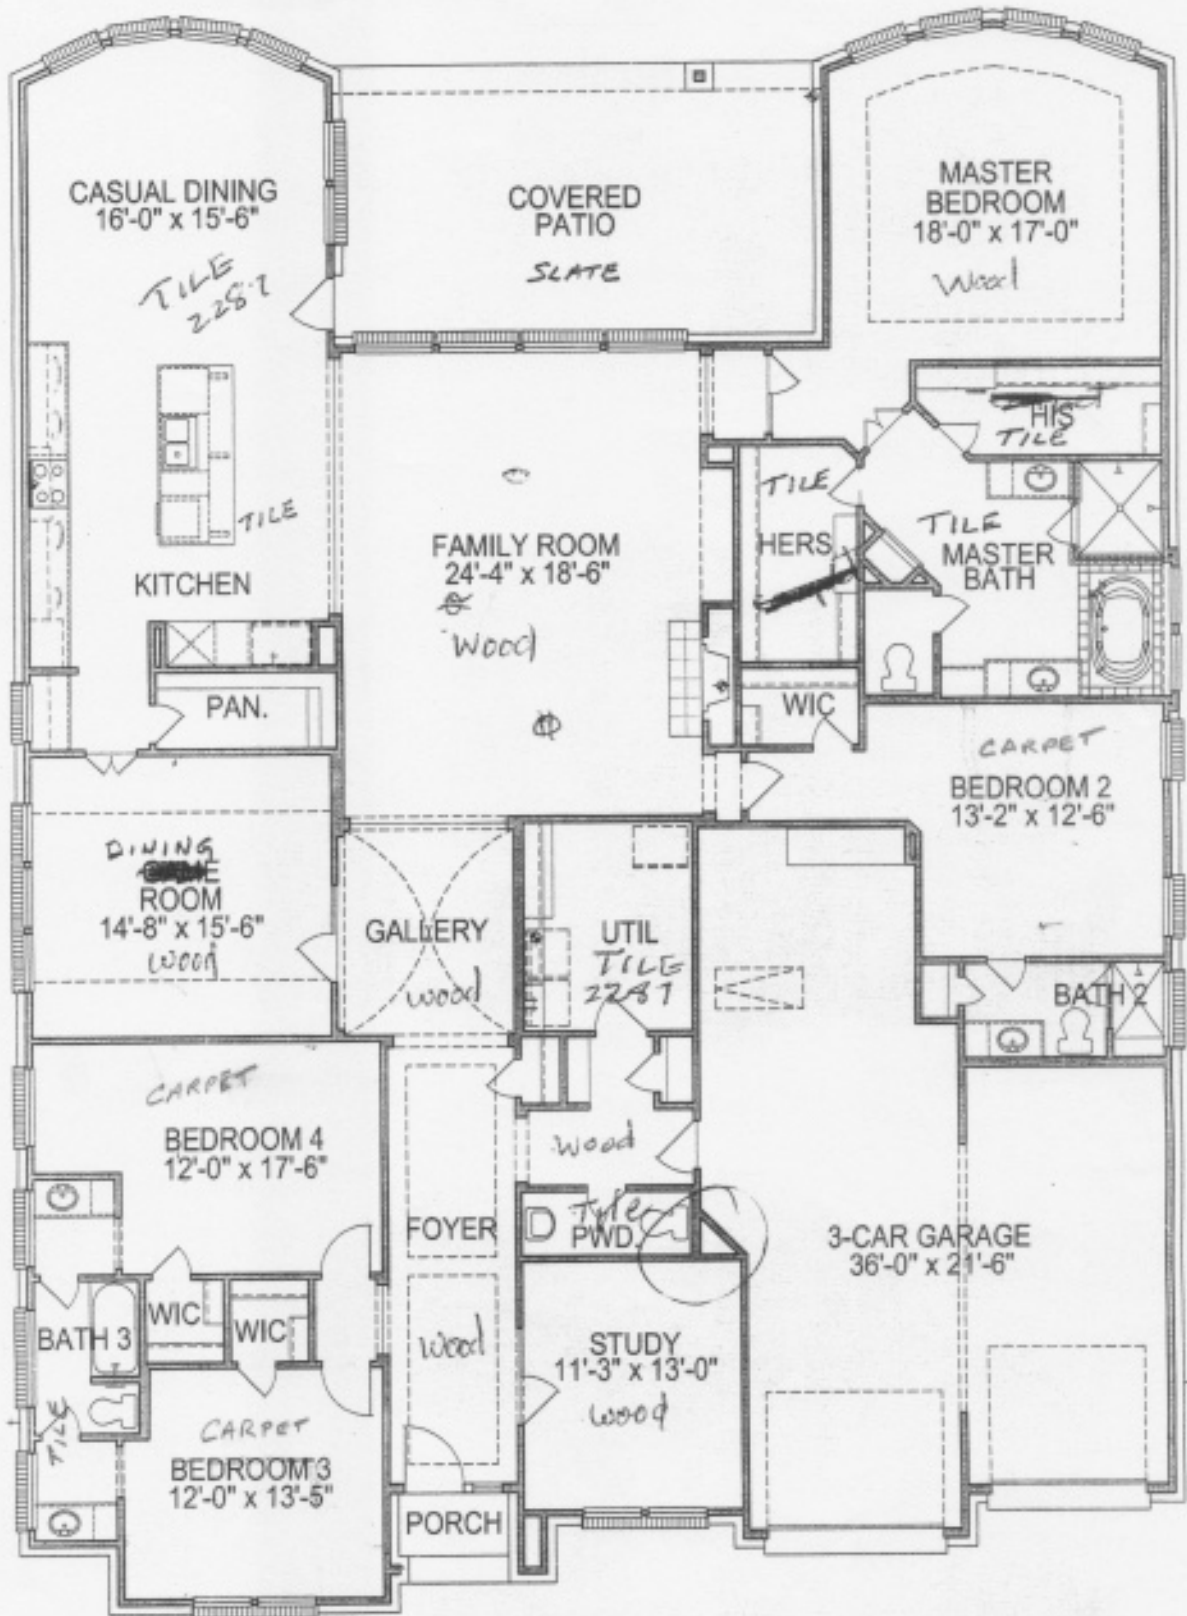 CASUAL DINING
16'-0" x 15'-6"
TILE
2287
COVERED
PATIO
SLATE
MASTER
BEDROOM
18'-0" x 17'-0"
Wood
HIS
TILE
TILE
HERS
TILE
MASTER
BATH
TILE
KITCHEN
FAMILY ROOM
24'-4" x 18'-6"
Wood
PAN.
WIC
CARPET
BEDROOM 2
13'-2" x 12'-6"
DINING
ROOM
14'-8" x 15'-6"
Wood
GALLERY
Wood
UTIL
TILE
2287
BATH 2
CARPET
BEDROOM 4
12'-0" x 17'-6"
Wood
FOYER
Tyle
PWD.
3-CAR GARAGE
36'-0" x 21'-6"
WIC
WIC
BATH 3
Wood
STUDY
11'-3" x 13'-0"
Wood
TILE
CARPET
BEDROOM 3
12'-0" x 13'-5"
PORCH